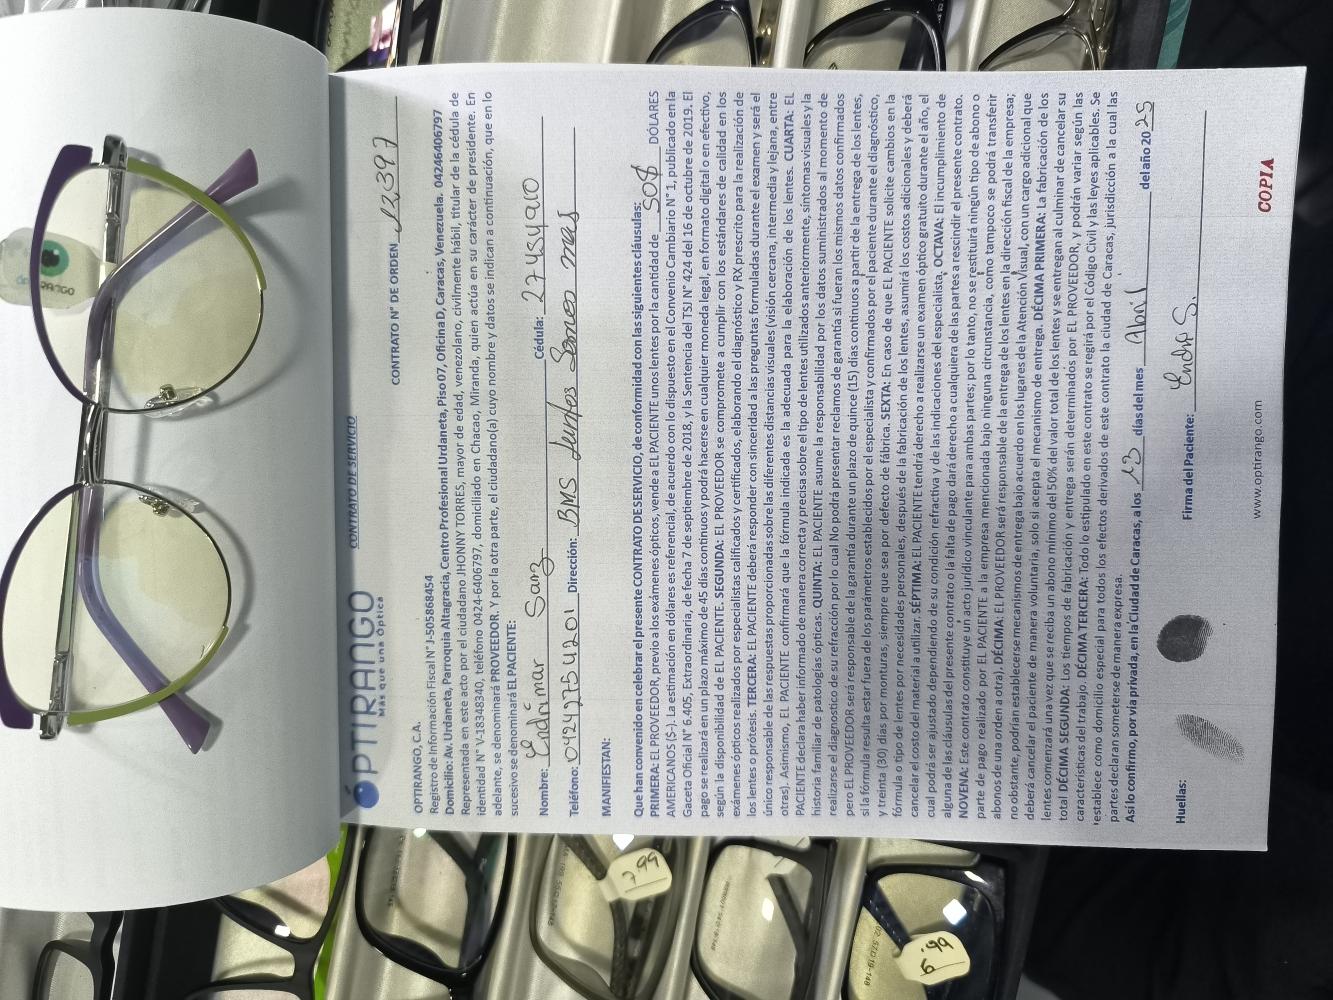 OPTIRANGO
Más que una Óptica
CONTRATO DE SERVICIO
CONTRATO N° DE ORDEN 12397
OPTIRANGO, C.A.
Registro de Información Fiscal N° J-505868454
Domicilio: Av. Urdaneta, Parroquia Altagracia, Centro Profesional Urdaneta, Piso 07, Oficina D, Caracas, Venezuela. 04246406797
Representada en este acto por el ciudadano JHONNY TORRES, mayor de edad, venezolano, civilmente hábil, titular de la cédula de
identidad N° V-18348340, teléfono 0424-6406797, domiciliado en Chacao, Miranda, quien actúa en su carácter de presidente. En
adelante, se denominará PROVEEDOR. Y por la otra parte, el ciudadano(a) cuyo nombre y datos se indican a continuación, que en lo
sucesivo se denominará EL PACIENTE:
Nombre: Endrimar Sanz Cédula: 27454920
Teléfono: 04242754201 Dirección: BMS
MANIFIESTAN:
Que han convenido en celebrar el presente CONTRATO DE SERVICIO, de conformidad con las siguientes cláusulas:
PRIMERA: EL PROVEEDOR, previo a los exámenes ópticos, vende a EL PACIENTE unos lentes por la cantidad de 50$ DÓLARES
AMERICANOS ($-). La estimación en dólares es referencial, de acuerdo con lo dispuesto en el Convenio Cambiario N° 1, publicado en la
Gaceta Oficial N° 6.405, Extraordinaria, de fecha 7 de septiembre de 2018, y la Sentencia del TSJ N° 424 del 16 de octubre de 2019. El
pago se realizará en un plazo máximo de 45 días continuos y podrá hacerse en cualquier moneda legal, en formato digital o en efectivo,
según la disponibilidad de EL PACIENTE. SEGUNDA: EL PROVEEDOR se compromete a cumplir con los estándares de calidad en los
exámenes ópticos realizados por especialistas calificados y certificados, elaborando el diagnóstico y RX prescrito para la realización de
los lentes o prótesis. TERCERA: EL PACIENTE deberá responder con sinceridad a las preguntas formuladas durante el examen y será el
único responsable de las respuestas proporcionadas sobre las diferentes distancias visuales (visión cercana, intermedia y lejana, entre
otras). Asimismo, EL PACIENTE confirmará que la fórmula indicada es la adecuada para la elaboración de los lentes. CUARTA: EL
PACIENTE declara haber informado de manera correcta y precisa sobre el tipo de lentes utilizados anteriormente, síntomas visuales y la
historia familiar de patologías ópticas. QUINTA: EL PACIENTE asume la responsabilidad por los datos suministrados al momento de
realizarse el diagnostico de su refracción por lo cual No podrá presentar reclamos de garantía si fueran los mismos datos confirmados
pero EL PROVEEDOR será responsable de la garantía durante un plazo de quince (15) días continuos a partir de la entrega de los lentes,
si la fórmula resulta estar fuera de los parámetros establecidos por el especialista y confirmados por el paciente durante el diagnóstico,
y treinta (30) días por monturas, siempre que sea por defecto de fábrica. SEXTA: En caso de que EL PACIENTE solicite cambios en la
fórmula o tipo de lentes por necesidades personales, después de la fabricación de los lentes, asumirá los costos adicionales y deberá
cancelar el costo del material a utilizar. SÉPTIMA: EL PACIENTE tendrá derecho a realizarse un examen óptico gratuito durante el año, el
cual podrá ser ajustado dependiendo de su condición refractiva y de las indicaciones del especialista. OCTAVA: El incumplimiento de
alguna de las cláusulas del presente contrato o la falta de pago dará derecho a cualquiera de las partes a rescindir el presente contrato.
NOVENA: Este contrato constituye un acto jurídico vinculante para ambas partes; por lo tanto, no se restituirá ningún tipo de abono o
parte de pago realizado por EL PACIENTE a la empresa mencionada bajo ninguna circunstancia, como tampoco se podrá transferir
abonos de una orden a otra). DÉCIMA: EL PROVEEDOR será responsable de la entrega de los lentes en la dirección fiscal de la empresa;
no obstante, podrían establecerse mecanismos de entrega bajo acuerdo en los lugares de la Atención Visual, con un cargo adicional que
deberá cancelar el paciente de manera voluntaria, solo si acepta el mecanismo de entrega. DÉCIMA PRIMERA: La fabricación de los
lentes comenzará una vez que se reciba un abono mínimo del 50% del valor total de los lentes y se entregan al culminar de cancelar su
total DÉCIMA SEGUNDA: Los tiempos de fabricación y entrega serán determinados por EL PROVEEDOR, y podrán variar según las
características del trabajo. DÉCIMA TERCERA: Todo lo estipulado en este contrato se regirá por el Código Civil y las leyes aplicables. Se
establece como domicilio especial para todos los efectos derivados de este contrato la ciudad de Caracas, jurisdicción a la cual las
partes declaran someterse de manera expresa.
Así lo confirmo, por vía privada, en la Ciudad de Caracas, a los 13 días del mes Abril del año 2025
Huellas: Firma del Paciente: Endri S.
www.optirango.com
COPIA
799
9.99